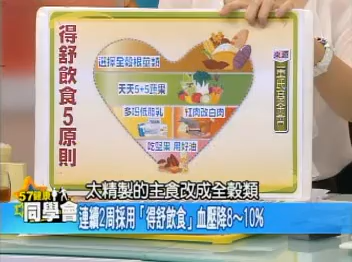 得舒飲食5原則
選擇全穀根莖類
天天5+5蔬果
多吃低脂乳
紅肉改白肉
吃堅果 用好油
來源
57健康
同學會
太精製的主食改成全穀類
連續2周採用「得舒飲食」血壓降8~10%